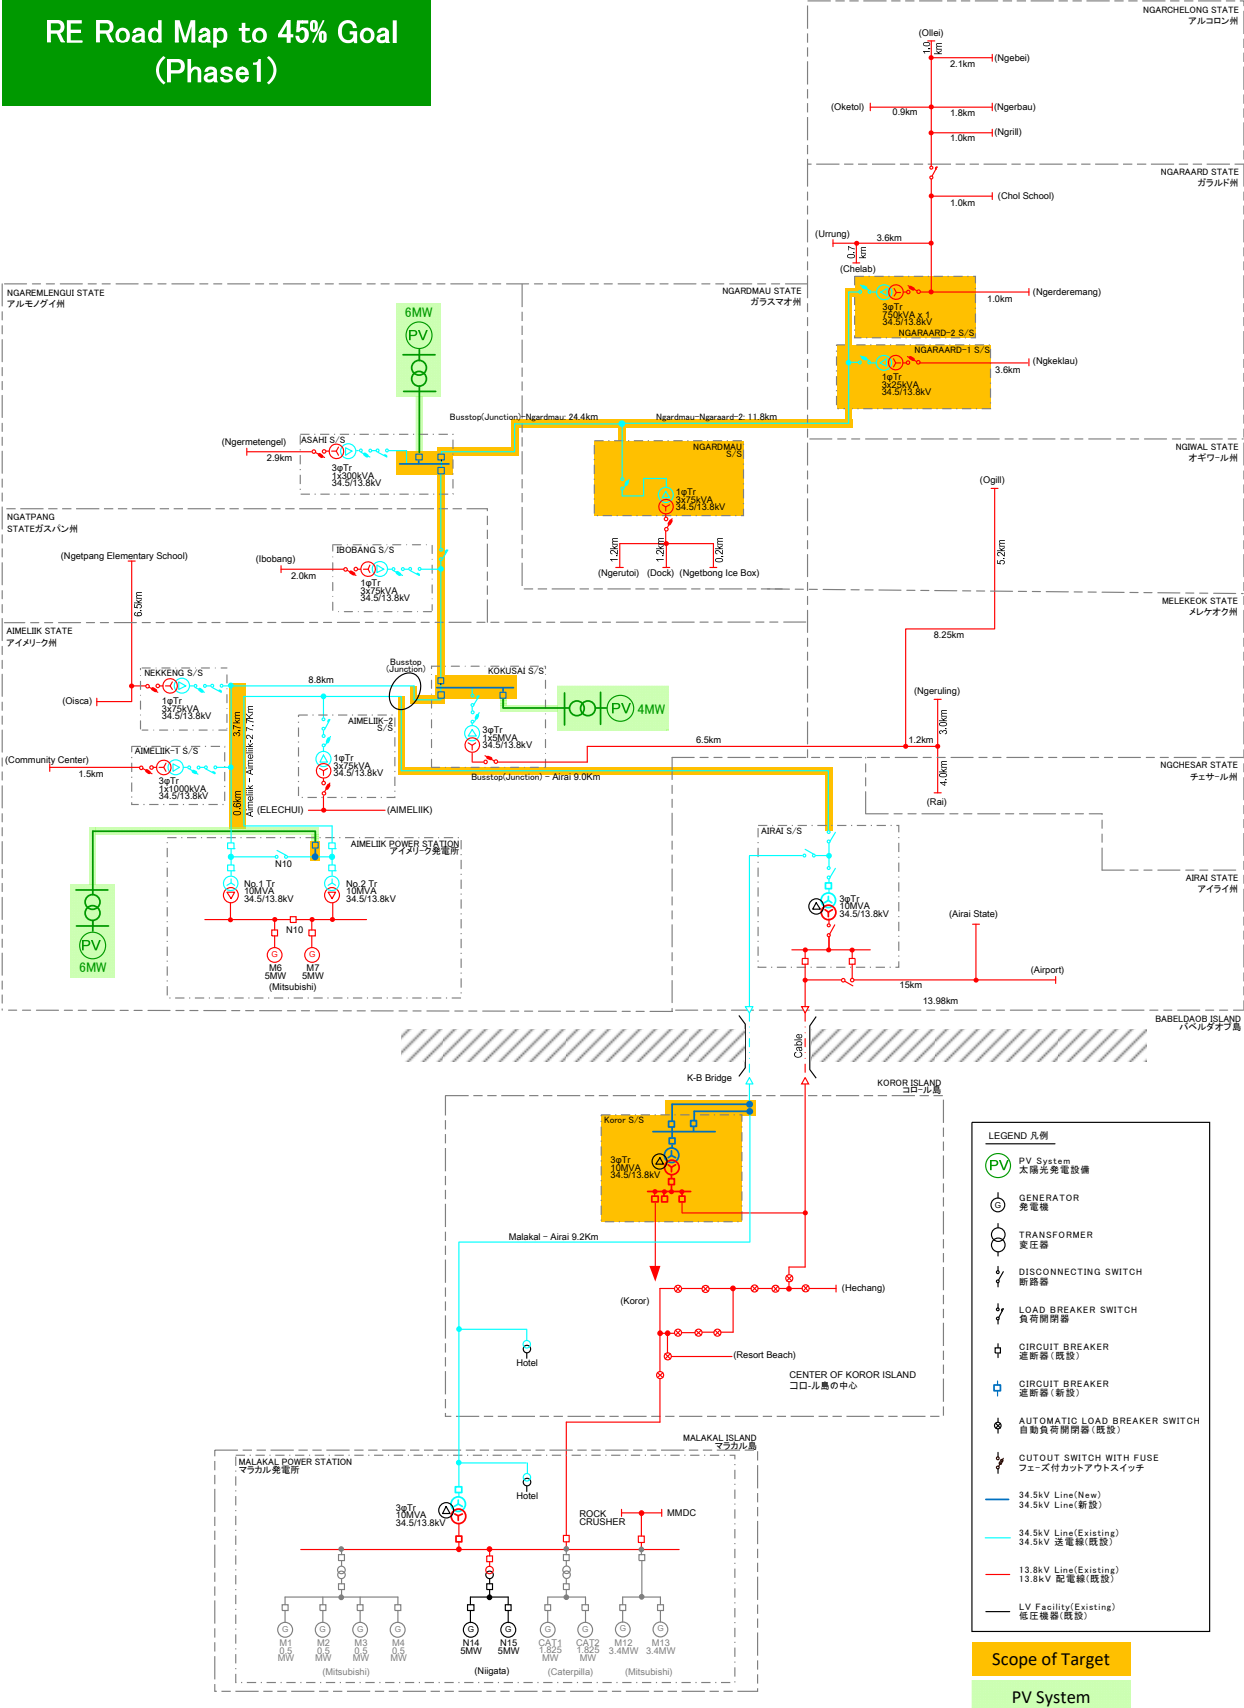 RE Road Map to 45% Goal
(Phase1)
NGARCHELONG STATE
アルコロン州
(Ollei)
1.0
km
2.1km
(Ngebei)
(Oketol)
0.9km
1.8km
(Ngerbau)
(Ngrill)
1.0km
NGARAARD STATE
ガラルド州
(Chol School)
1.0km
(Urrung)
3.6km
0.7
km
(Chelab)
(Ngerderemang)
1.0km
3φTr
750kVA x 1
34.5/13.8kV
NGARAARD-2 S/S
NGARAARD-1 S/S
(Ngkeklau)
3.6km
1φTr
3x25kVA
34.5/13.8kV
NGAREMLENGUI STATE
アルモノグイ州
NGARDMAU STATE
ガラスマオ州
6MW
PV
Busstop(Junction)-Ngardmau: 24.4km
Ngardmau-Ngaraard-2: 11.8km
(Ngermetengel)
2.9km
ASAHI S/S
3φTr
1x300kVA
34.5/13.8kV
NGARDMAU
S/S
1φTr
3x75kVA
34.5/13.8kV
1.2km
1.2km
0.2km
(Ngerutoi)
(Dock)
(Ngetbong Ice Box)
NGIWAL STATE
オギワール州
(Ogill)
5.2km
NGATPANG
STATEガスパン州
(Ngetpang Elementary School)
6.5km
(Ibobang)
2.0km
IBOBANG S/S
1φTr
3x75kVA
34.5/13.8kV
MELEKEOK STATE
メレケオク州
8.25km
AIMELIIK STATE
アイメリーク州
NEKKENG S/S
(Oisca)
1φTr
3x75kVA
34.5/13.8kV
8.8km
Busstop
(Junction)
KOKUSAI S/S
3φTr
1x5MVA
34.5/13.8kV
PV
4MW
(Ngeruling)
3.0km
1.2km
4.0km
(Rai)
6.5km
3.7km
Aimeliik - Aimeliik-2 7.7Km
0.6km
AIMELIIK-2
S/S
1φTr
3x75kVA
34.5/13.8kV
(ELECHUI)
(AIMELIIK)
AIMELIIK-1 S/S
(Community Center)
1.5km
3φTr
1x1000kVA
34.5/13.8kV
Busstop(Junction) - Airai 9.0Km
NGCHESAR STATE
チェサール州
AIMELIIK POWER STATION
アイメリーク発電所
N10
No.1 Tr
10MVA
34.5/13.8kV
No.2 Tr
10MVA
34.5/13.8kV
N10
G
G
M6
5MW
M7
5MW
(Mitsubishi)
PV
6MW
AIRAI S/S
3φTr
10MVA
34.5/13.8kV
AIRAI STATE
アイライ州
(Airai State)
(Airport)
15km
13.98km
BABELDAOB ISLAND
バベルダオブ島
Cable
K-B Bridge
KOROR ISLAND
コロール島
Koror S/S
3φTr
10MVA
34.5/13.8kV
Malakal - Airai 9.2Km
(Koror)
(Hechang)
(Resort Beach)
Hotel
CENTER OF KOROR ISLAND
コロール島の中心
MALAKAL ISLAND
マラカル島
MALAKAL POWER STATION
マラカル発電所
Hotel
3φTr
10MVA
34.5/13.8kV
ROCK
CRUSHER
MMDC
G
G
G
G
G
G
G
G
G
G
M1
0.5
MW
M2
0.5
MW
M3
0.5
MW
M4
0.5
MW
(Mitsubishi)
N14
5MW
N15
5MW
(Niigata)
CAT1
1.825
MW
CAT2
1.825
MW
(Caterpilla)
M12
3.4MW
M13
3.4MW
(Mitsubishi)
LEGEND 凡例
PV
PV System
太陽光発電設備
G
GENERATOR
発電機
TRANSFORMER
変圧器
DISCONNECTING SWITCH
断路器
LOAD BREAKER SWITCH
負荷開閉器
CIRCUIT BREAKER
遮断器(既設)
CIRCUIT BREAKER
遮断器(新設)
AUTOMATIC LOAD BREAKER SWITCH
自動負荷開閉器(既設)
CUTOUT SWITCH WITH FUSE
フェーズ付カットアウトスイッチ
34.5kV Line(New)
34.5kV Line(新設)
34.5kV Line(Existing)
34.5kV 送電線(既設)
13.8kV Line(Existing)
13.8kV 配電線(既設)
LV Facility(Existing)
低圧機器(既設)
Scope of Target
PV System